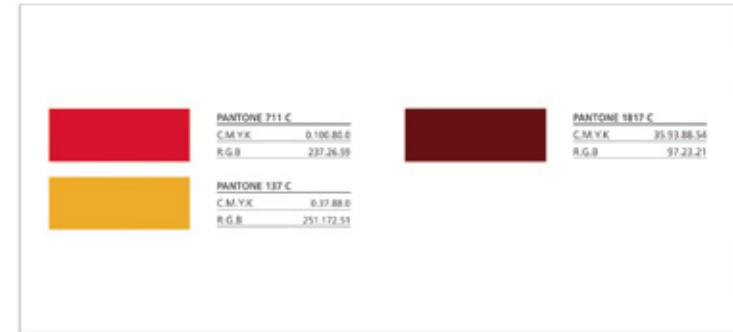 PANTONE 711 C
C.M.Y.K 0.100.80.0
R.G.B 237.26.59
PANTONE 137 C
C.M.Y.K 0.37.88.0
R.G.B 251.172.51
PANTONE 1817 C
C.M.Y.K 35.93.88.54
R.G.B 97.23.21